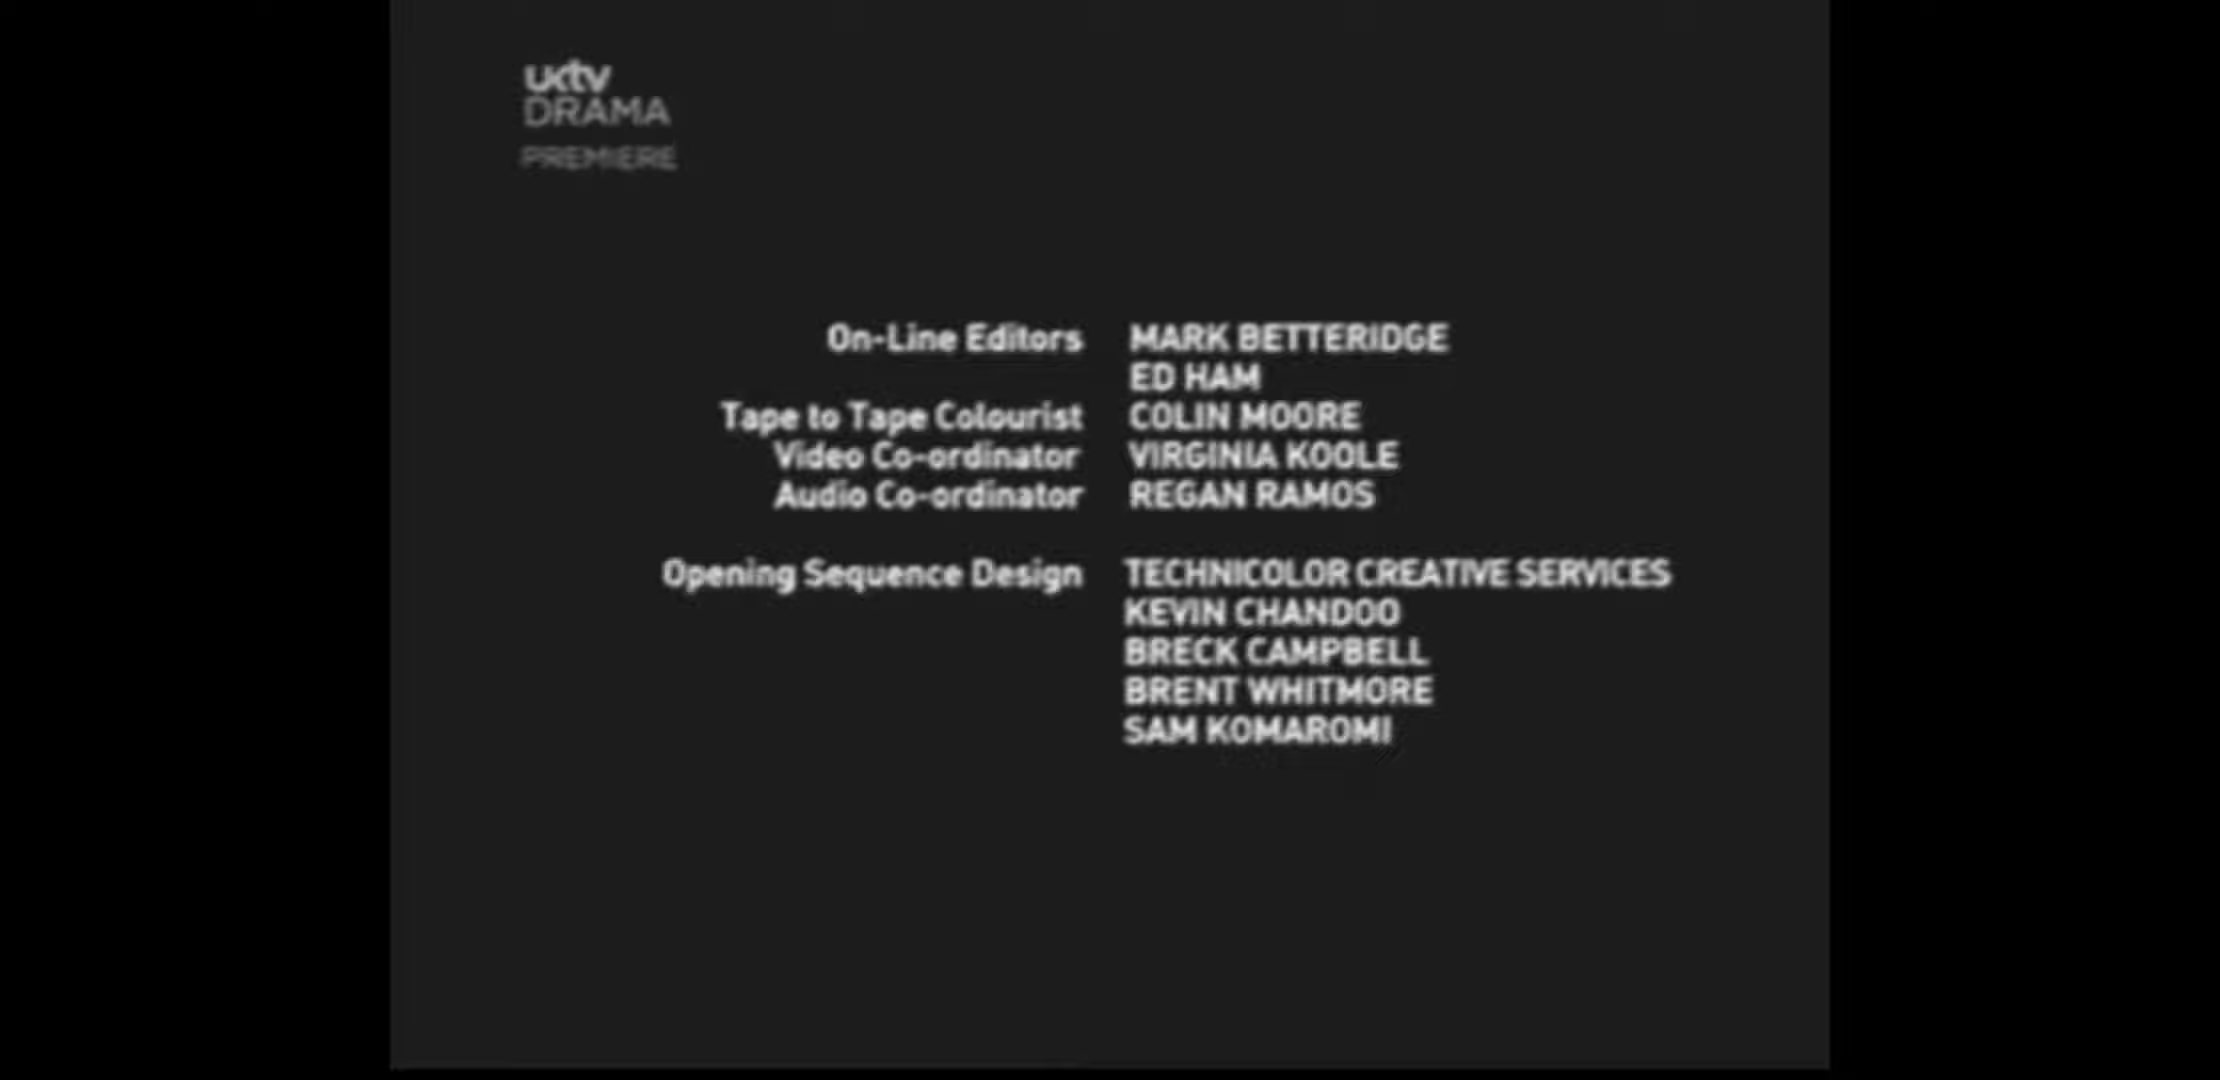 uktv
DRAMA
PREMIERE
On-Line Editors MARK BETTERIDGE
ED HAM
Tape to Tape Colourist COLIN MOORE
Video Co-ordinator VIRGINIA KOOLE
Audio Co-ordinator REGAN RAMOS
Opening Sequence Design TECHNICOLOR CREATIVE SERVICES
KEVIN CHANDOO
BRECK CAMPBELL
BRENT WHITMORE
SAM KOMAROMI